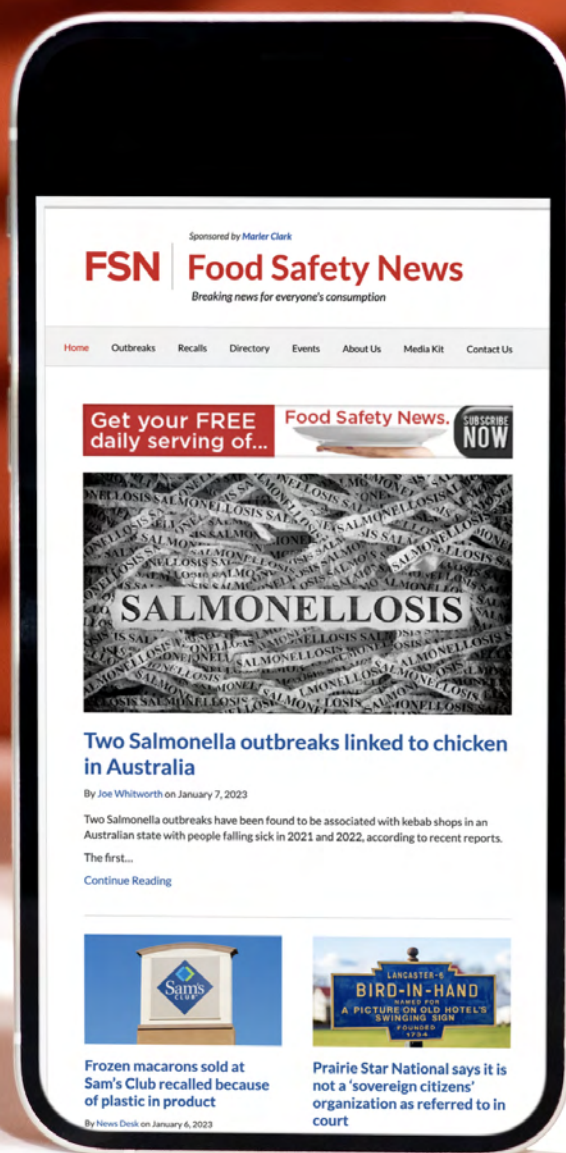 Sponsored by Marler Clark
FSN
Food Safety News
Breaking news for everyone's consumption
Home Outbreaks Recalls Directory Events About Us Media Kit Contact Us
Get your FREE
daily serving of...
Food Safety News.
SUBSCRIBE
NOW
SALMONELLOSIS
Two Salmonella outbreaks linked to chicken
in Australia
By Joe Whitworth on January 7, 2023
Two Salmonella outbreaks have been found to be associated with kebab shops in an
Australian state with people falling sick in 2021 and 2022, according to recent reports.
The first...
Continue Reading
Sam's
CLUB
Frozen macarons sold at
Sam's Club recalled because
of plastic in product
By News Desk on January 6, 2023
LANCASTER-6
BIRD-IN-HAND
NAMED FOR
A PICTURE ON OLD HOTEL'S
SWINGING SIGN
FOUNDED
1734
Prairie Star National says it is
not a 'sovereign citizens'
organization as referred to in
court